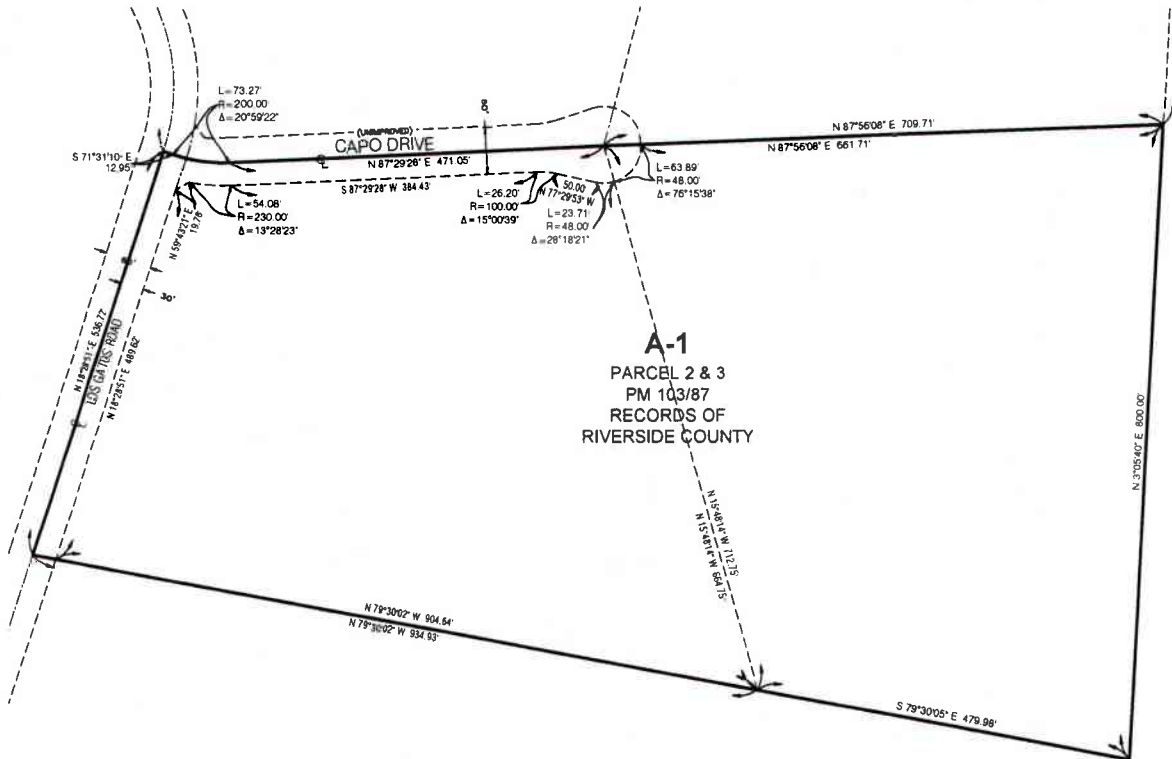 L=73.27'
R=200.00'
Δ=20°59'22"
S 71°31'10" E
12.95'
(UNIMPROVED)
CAPO DRIVE
N 87°29'28" E 471.05'
S 87°29'28" W 384.43'
60'
N 87°56'08" E 709.71'
N 87°56'08" E 661.71'
L=63.89'
R=48.00'
Δ=76°15'38"
L=26.20'
R=100.00'
Δ=15°00'39"
50.00'
N 77°29'53" W
L=23.71'
R=48.00'
Δ=28°18'21"
L=54.08'
R=230.00'
Δ=13°28'23"
N 59°43'21" E
19.78'
30'
N 18°28'51" E 536.77'
LOS GATOS ROAD
N 18°28'51" E 489.62'
A-1
PARCEL 2 & 3
PM 103/87
RECORDS OF
RIVERSIDE COUNTY
N 3°05'40" E 800.00'
N 15°48'14" W 712.75'
N 15°48'14" W 664.75'
N 79°30'02" W 904.64'
N 79°30'02" W 934.93'
S 79°30'05" E 479.98'